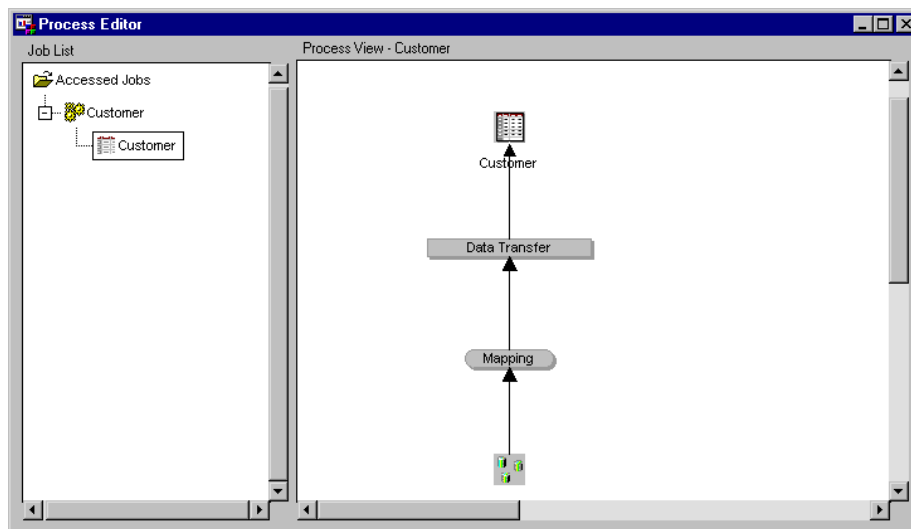 Process Editor
Job List
Process View - Customer
Accessed Jobs
Customer
Customer
Customer
Data Transfer
Mapping